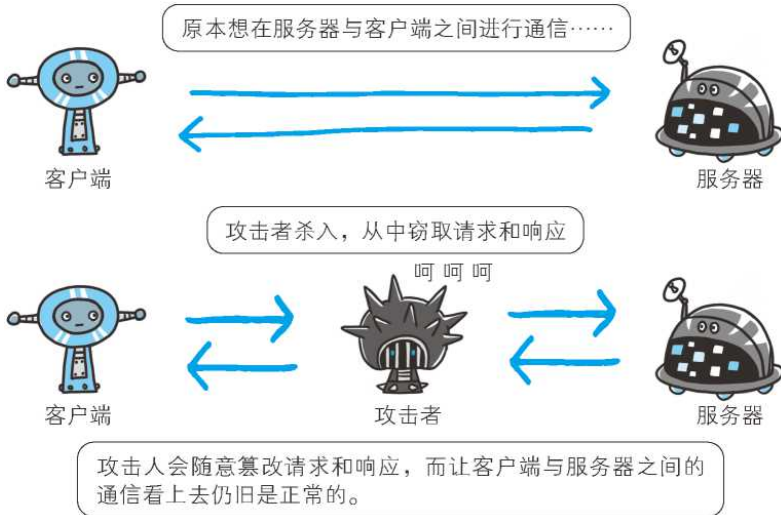 原本想在服务器与客户端之间进行通信……
客户端
服务器
攻击者杀入，从中窃取请求和响应
呵 呵 呵
客户端
攻击者
服务器
攻击人会随意篡改请求和响应，而让客户端与服务器之间的
通信看上去仍旧是正常的。